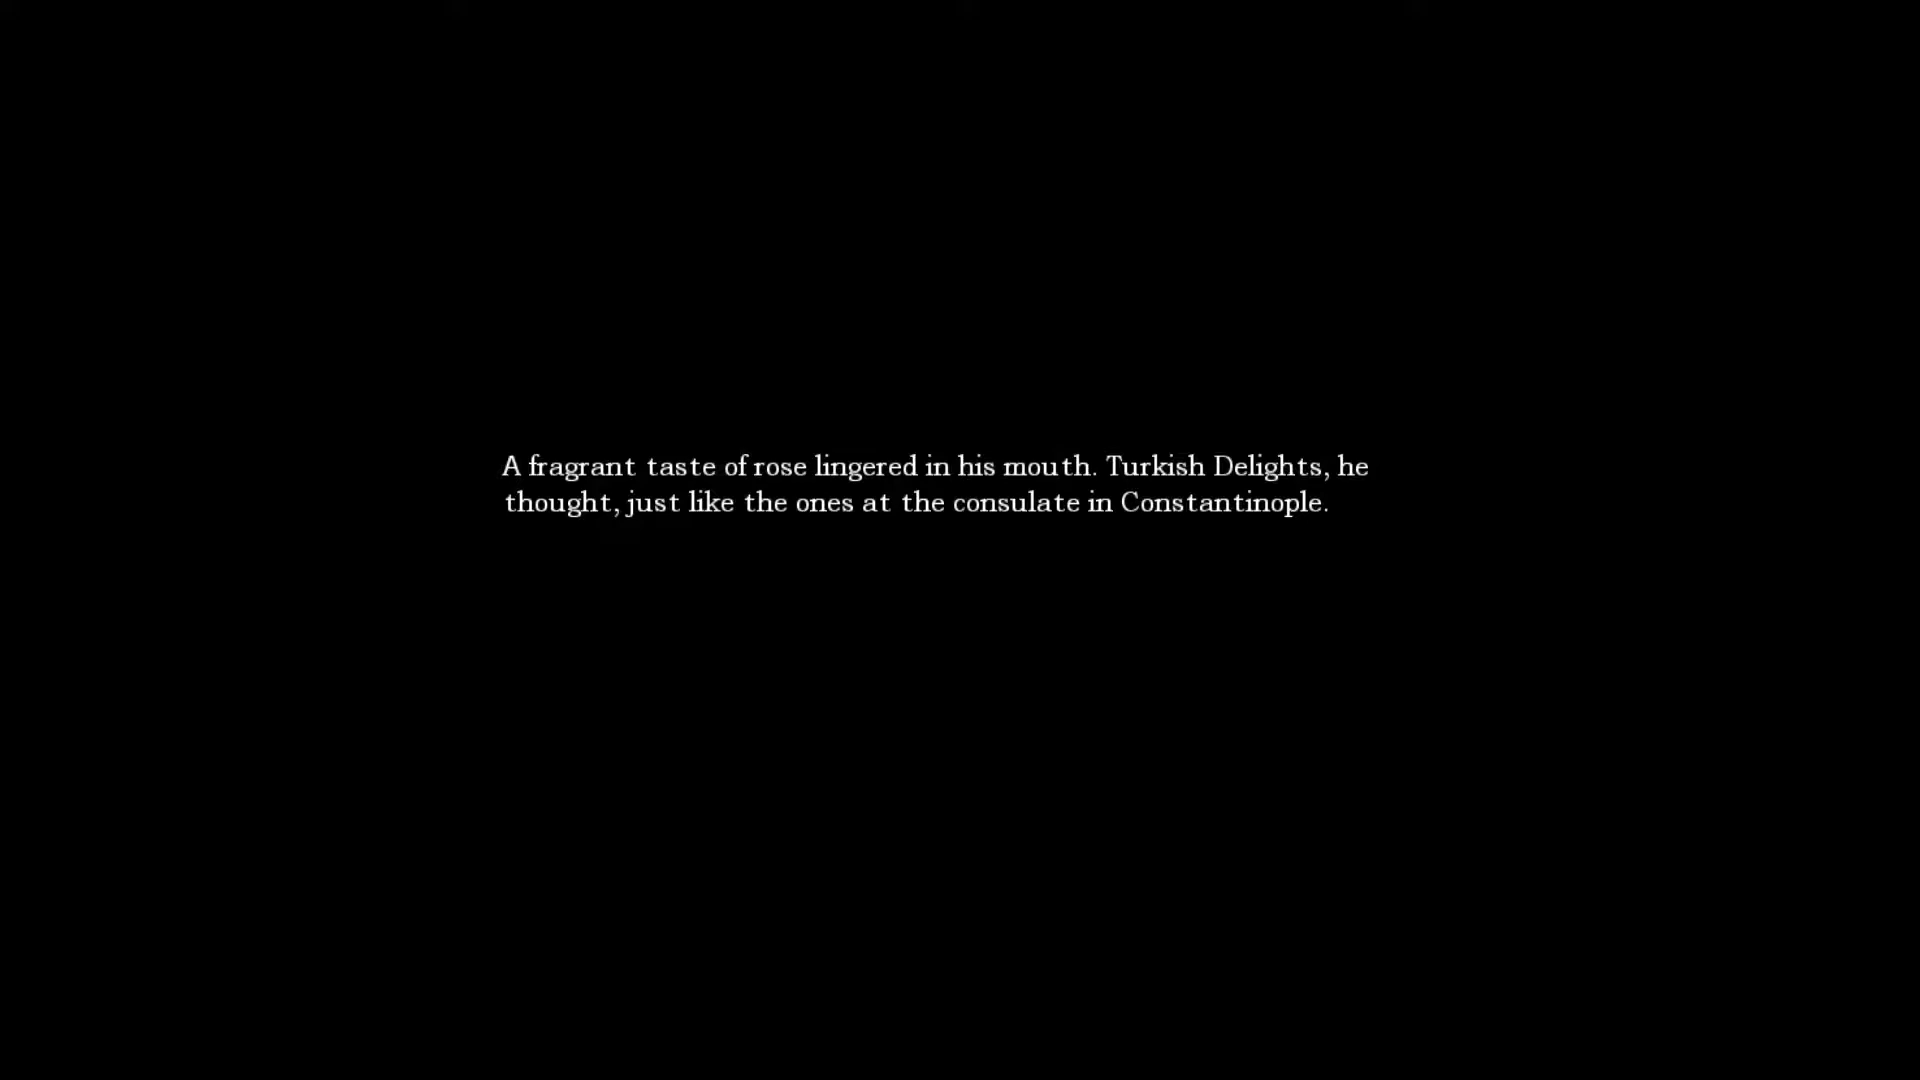 A fragrant taste of rose lingered in his mouth. Turkish Delights, he
thought, just like the ones at the consulate in Constantinople.